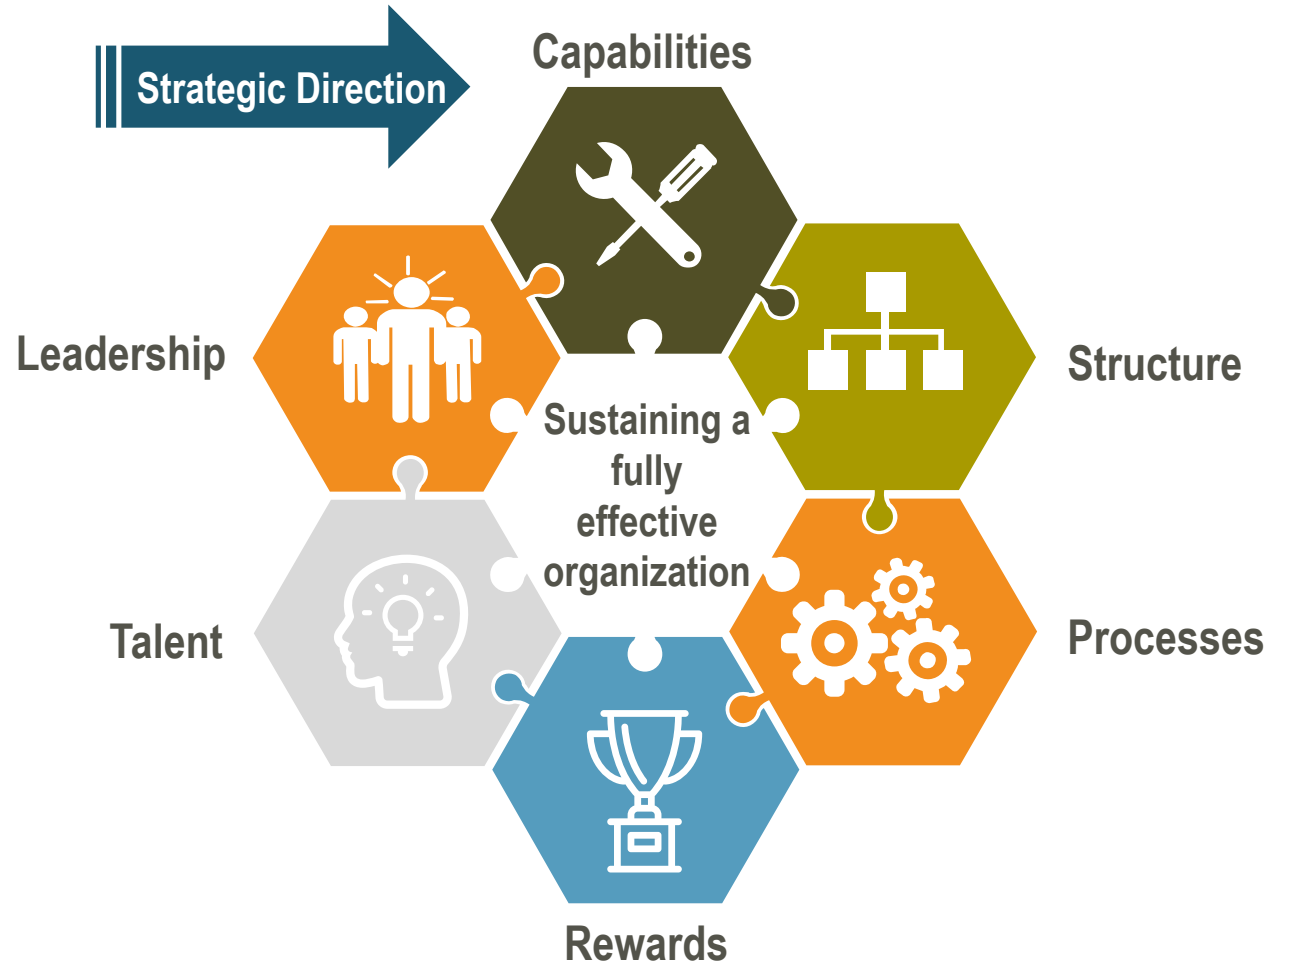 Strategic Direction
Capabilities
Leadership
Structure
Sustaining a
fully
effective
organization
Talent
Processes
Rewards